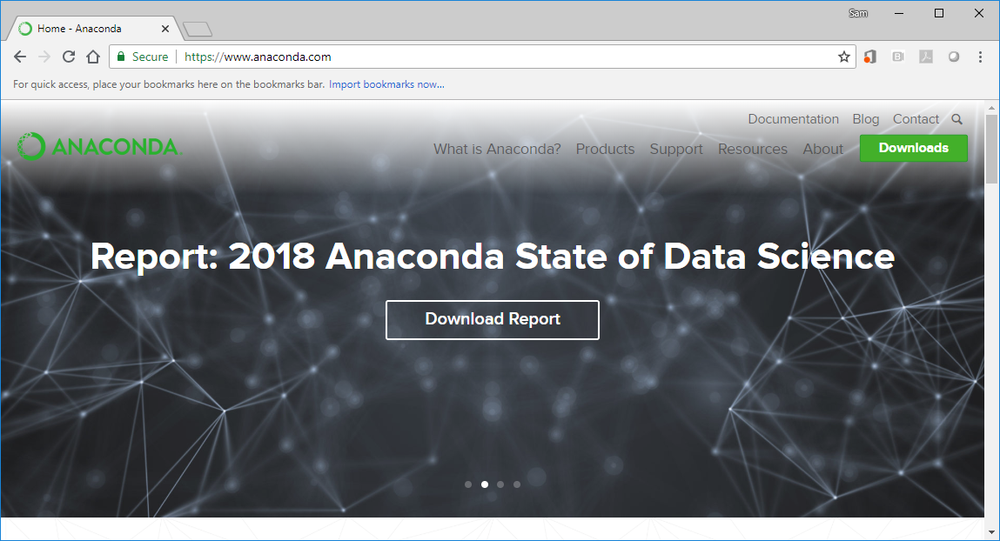 Sam
Home - Anaconda
Secure https://www.anaconda.com
For quick access, place your bookmarks here on the bookmarks bar. Import bookmarks now...
Documentation Blog Contact
ANACONDA.
What is Anaconda? Products Support Resources About Downloads
Report: 2018 Anaconda State of Data Science
Download Report